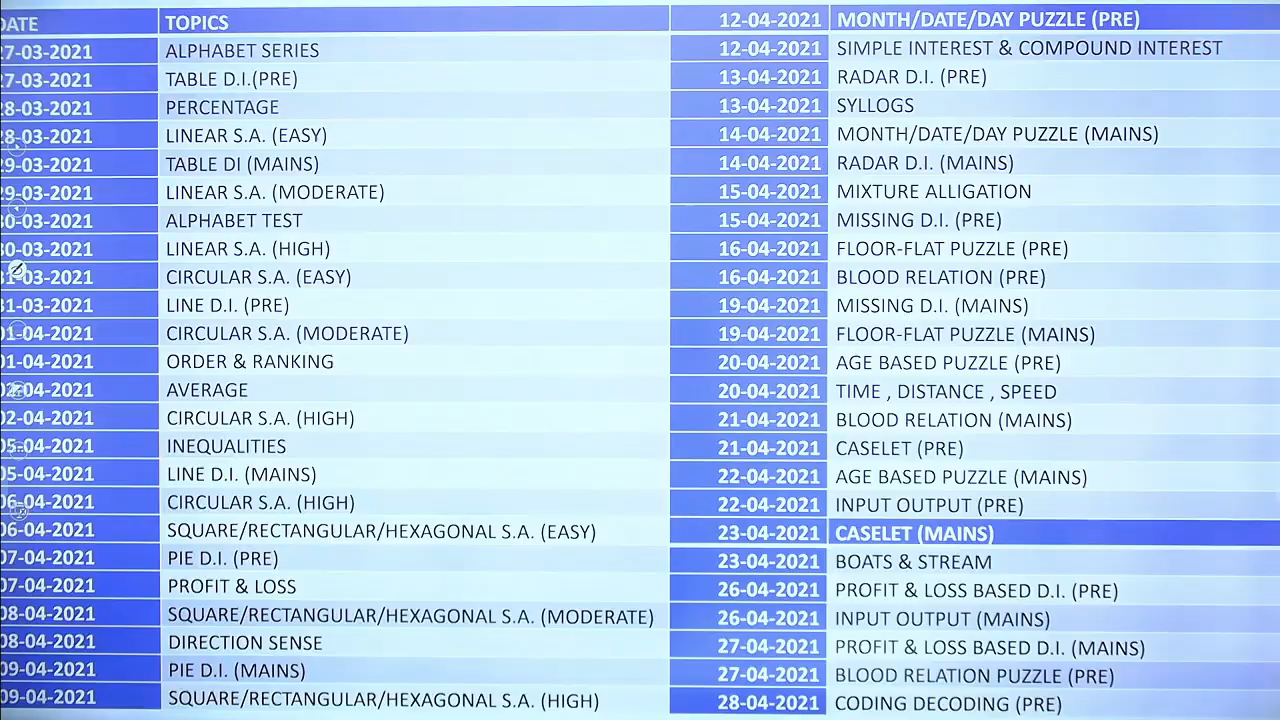 DATE TOPICS
27-03-2021 ALPHABET SERIES
27-03-2021 TABLE D.I.(PRE)
28-03-2021 PERCENTAGE
28-03-2021 LINEAR S.A. (EASY)
29-03-2021 TABLE DI (MAINS)
29-03-2021 LINEAR S.A. (MODERATE)
30-03-2021 ALPHABET TEST
30-03-2021 LINEAR S.A. (HIGH)
31-03-2021 CIRCULAR S.A. (EASY)
31-03-2021 LINE D.I. (PRE)
01-04-2021 CIRCULAR S.A. (MODERATE)
01-04-2021 ORDER & RANKING
02-04-2021 AVERAGE
02-04-2021 CIRCULAR S.A. (HIGH)
05-04-2021 INEQUALITIES
05-04-2021 LINE D.I. (MAINS)
06-04-2021 CIRCULAR S.A. (HIGH)
06-04-2021 SQUARE/RECTANGULAR/HEXAGONAL S.A. (EASY)
07-04-2021 PIE D.I. (PRE)
07-04-2021 PROFIT & LOSS
08-04-2021 SQUARE/RECTANGULAR/HEXAGONAL S.A. (MODERATE)
08-04-2021 DIRECTION SENSE
09-04-2021 PIE D.I. (MAINS)
09-04-2021 SQUARE/RECTANGULAR/HEXAGONAL S.A. (HIGH)
12-04-2021 MONTH/DATE/DAY PUZZLE (PRE)
12-04-2021 SIMPLE INTEREST & COMPOUND INTEREST
13-04-2021 RADAR D.I. (PRE)
13-04-2021 SYLLOGS
14-04-2021 MONTH/DATE/DAY PUZZLE (MAINS)
14-04-2021 RADAR D.I. (MAINS)
15-04-2021 MIXTURE ALLIGATION
15-04-2021 MISSING D.I. (PRE)
16-04-2021 FLOOR-FLAT PUZZLE (PRE)
16-04-2021 BLOOD RELATION (PRE)
19-04-2021 MISSING D.I. (MAINS)
19-04-2021 FLOOR-FLAT PUZZLE (MAINS)
20-04-2021 AGE BASED PUZZLE (PRE)
20-04-2021 TIME , DISTANCE , SPEED
21-04-2021 BLOOD RELATION (MAINS)
21-04-2021 CASELET (PRE)
22-04-2021 AGE BASED PUZZLE (MAINS)
22-04-2021 INPUT OUTPUT (PRE)
23-04-2021 CASELET (MAINS)
23-04-2021 BOATS & STREAM
26-04-2021 PROFIT & LOSS BASED D.I. (PRE)
26-04-2021 INPUT OUTPUT (MAINS)
27-04-2021 PROFIT & LOSS BASED D.I. (MAINS)
27-04-2021 BLOOD RELATION PUZZLE (PRE)
28-04-2021 CODING DECODING (PRE)